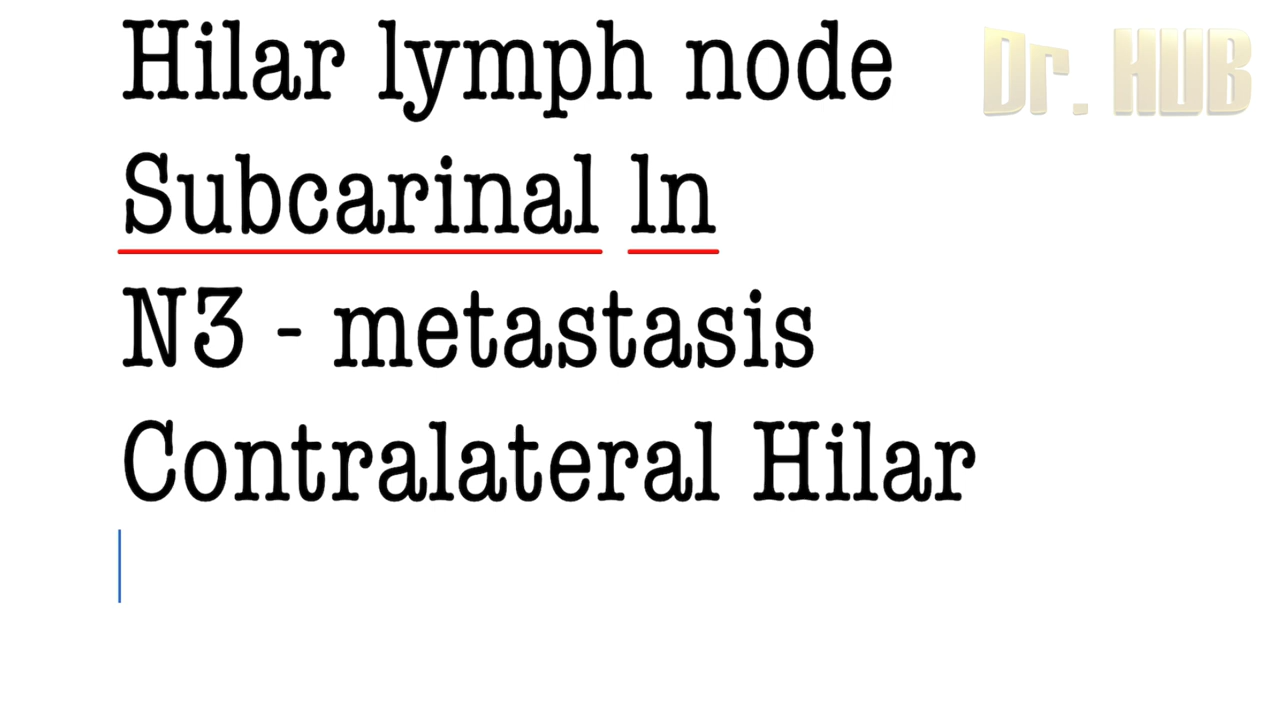 Hilar lymph node
Dr. HUB
Subcarinal ln
N3 - metastasis
Contralateral Hilar